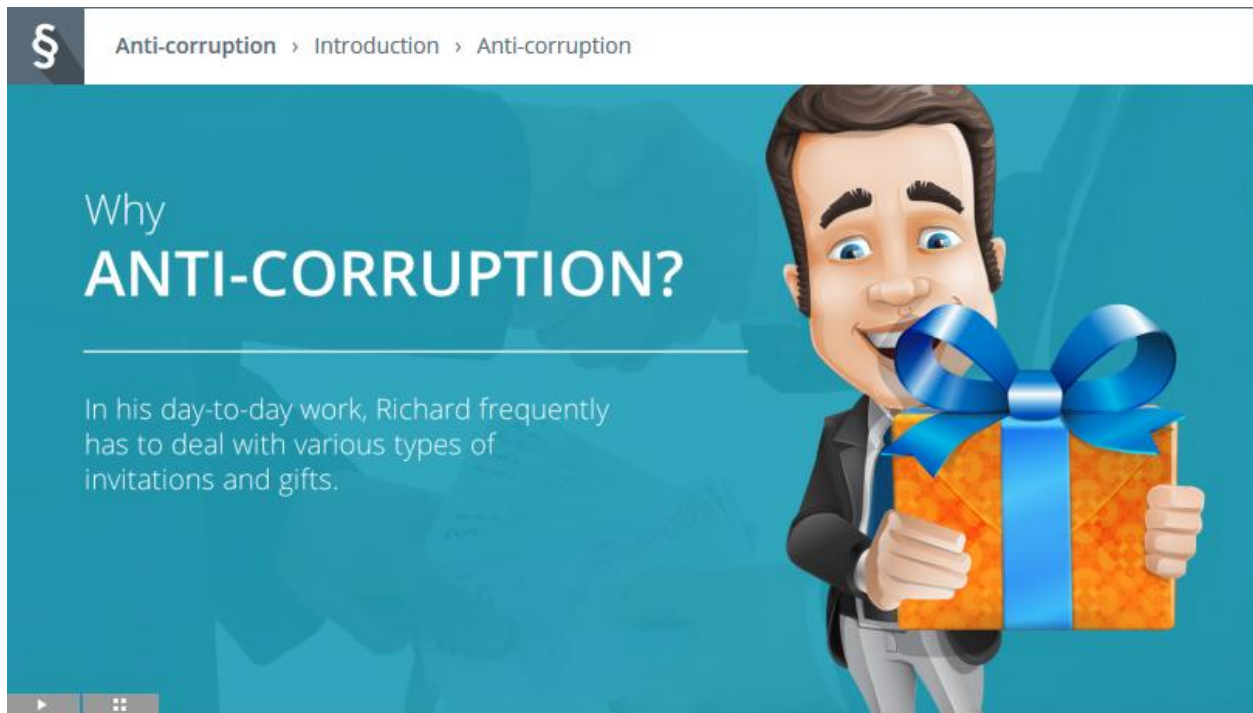 §
Anti-corruption › Introduction › Anti-corruption
Why
ANTI-CORRUPTION?
In his day-to-day work, Richard frequently
has to deal with various types of
invitations and gifts.